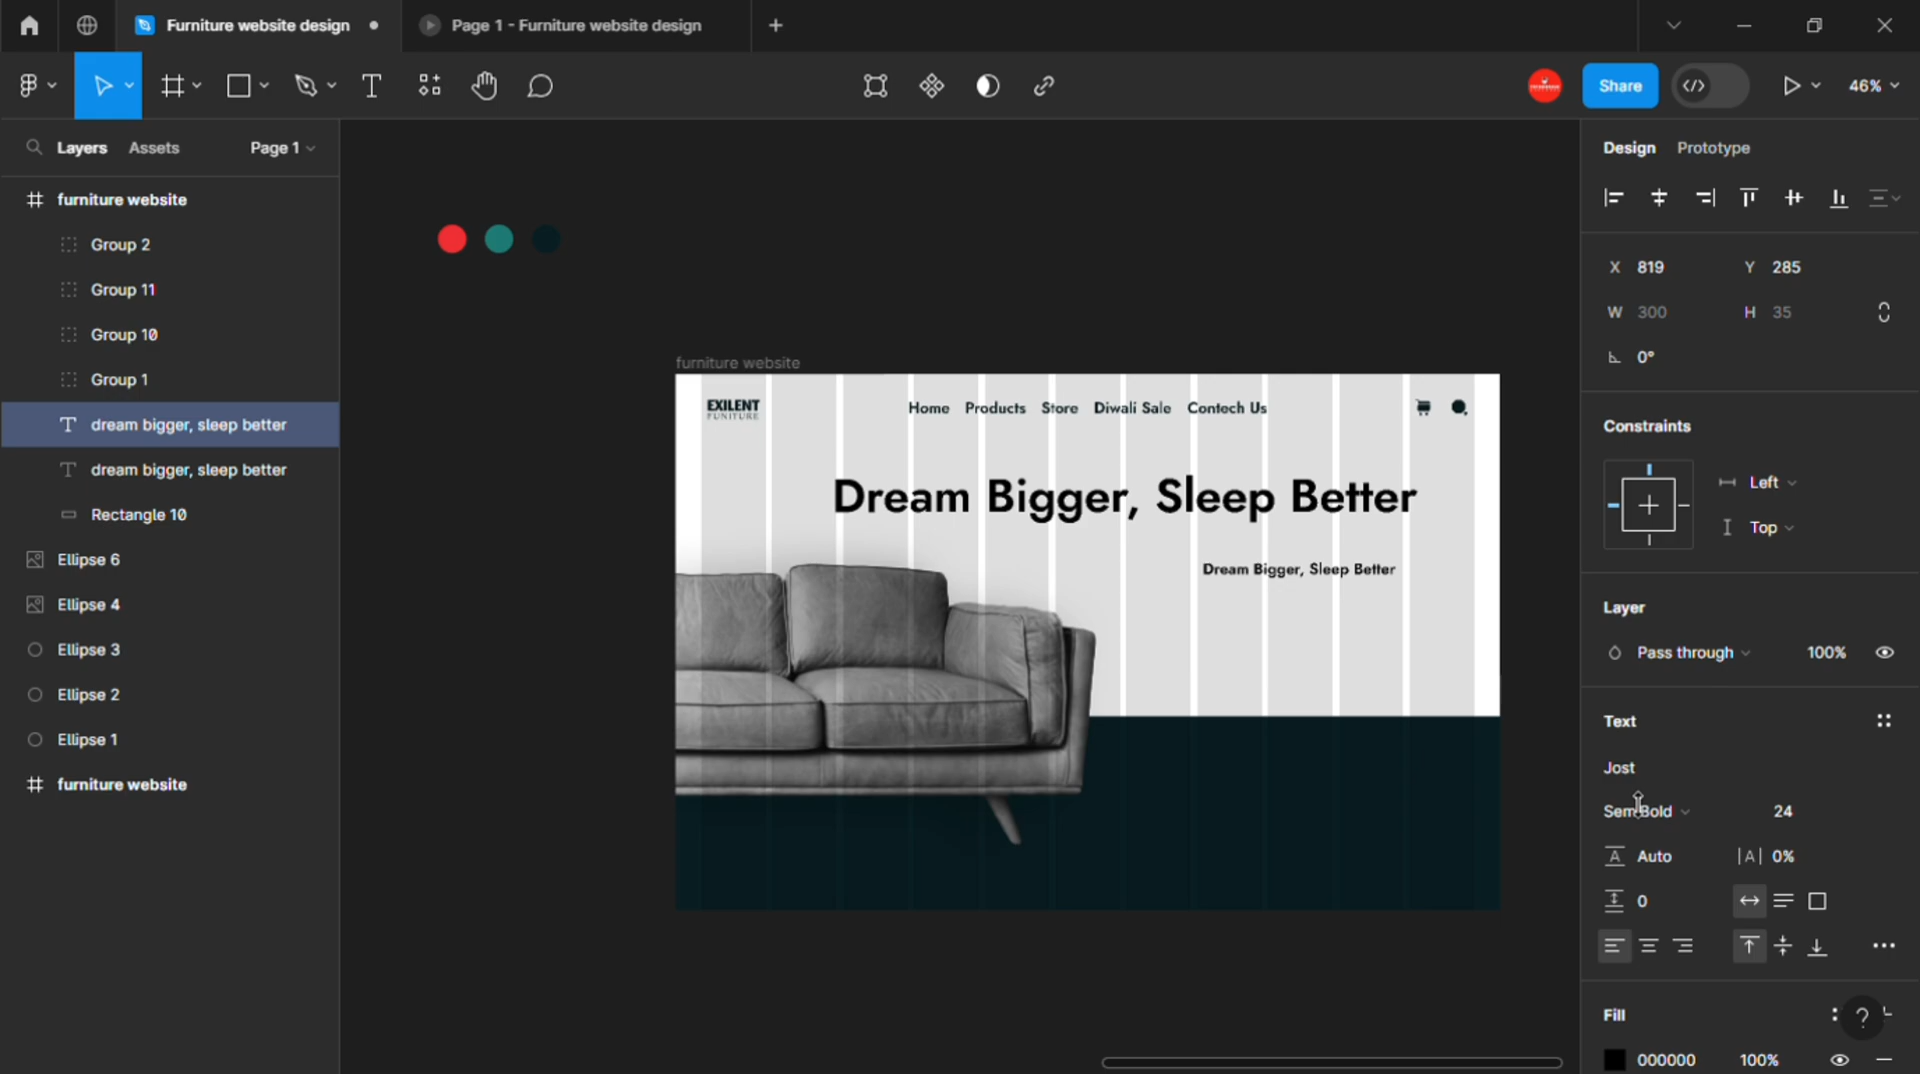 Furniture website design
Page 1 - Furniture website design
Share
46%
Layers
Assets
Page 1
furniture website
Group 2
Group 11
Group 10
Group 1
dream bigger, sleep better
dream bigger, sleep better
Rectangle 10
Ellipse 6
Ellipse 4
Ellipse 3
Ellipse 2
Ellipse 1
furniture website
furniture website
EXILENT
FUNITURE
Home
Products
Store
Diwali Sale
Contech Us
Dream Bigger, Sleep Better
Dream Bigger, Sleep Better
Design
Prototype
X 819
Y 285
W 300
H 35
0°
Constraints
Left
Top
Layer
Pass through
100%
Text
Jost
SemiBold
24
Auto
0%
0
Fill
?
000000
100%